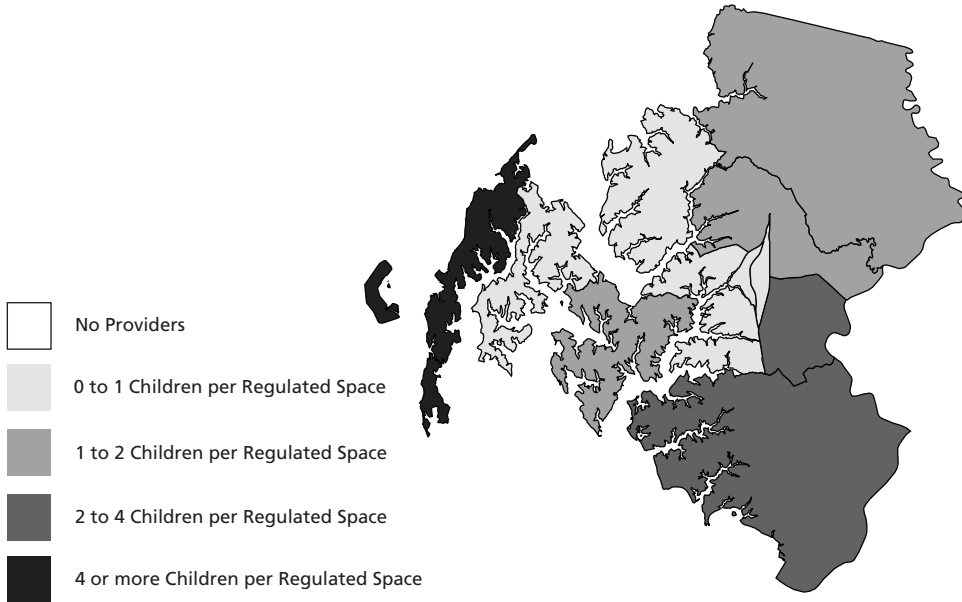 No Providers
0 to 1 Children per Regulated Space
1 to 2 Children per Regulated Space
2 to 4 Children per Regulated Space
4 or more Children per Regulated Space